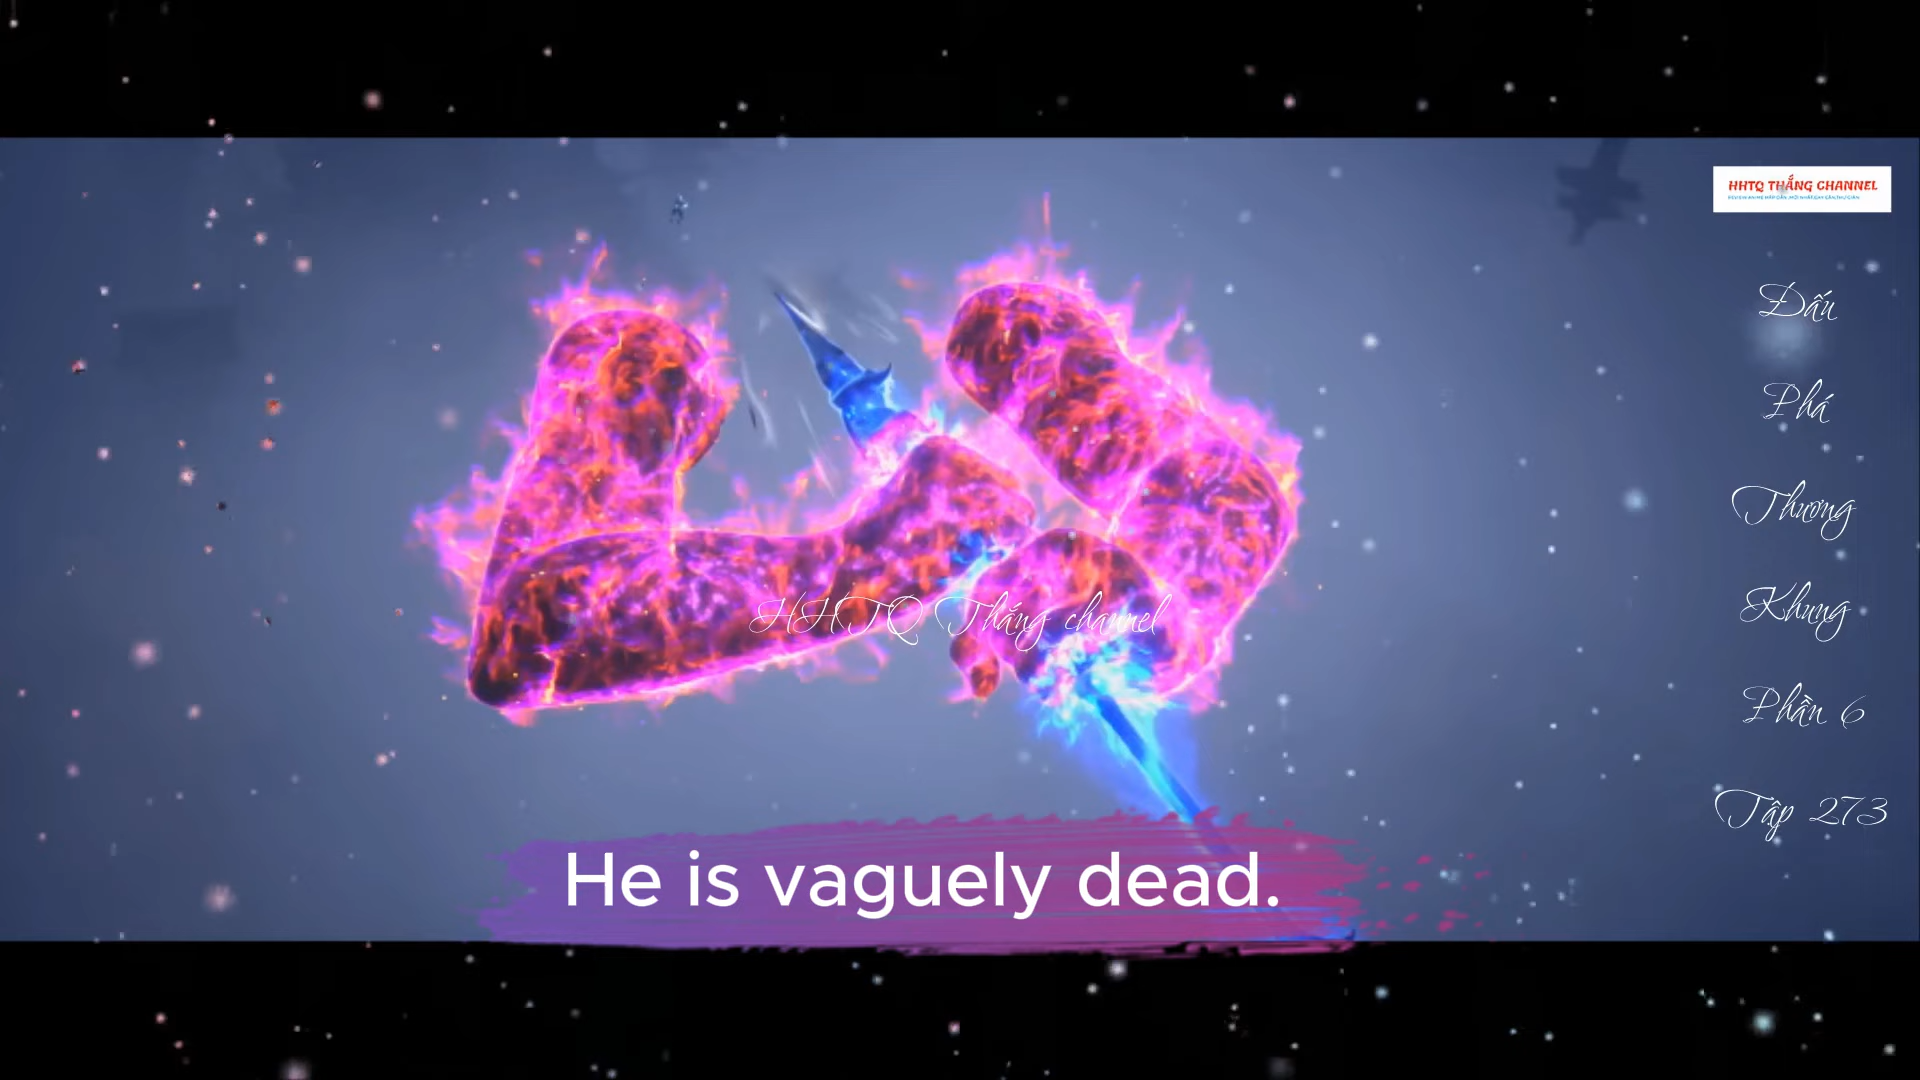 HHTQ THẮNG CHANNEL
Đấu
Phá
Thương
Khung
Phần 6
Tập 273
HHTQ Thắng channel
He is vaguely dead.